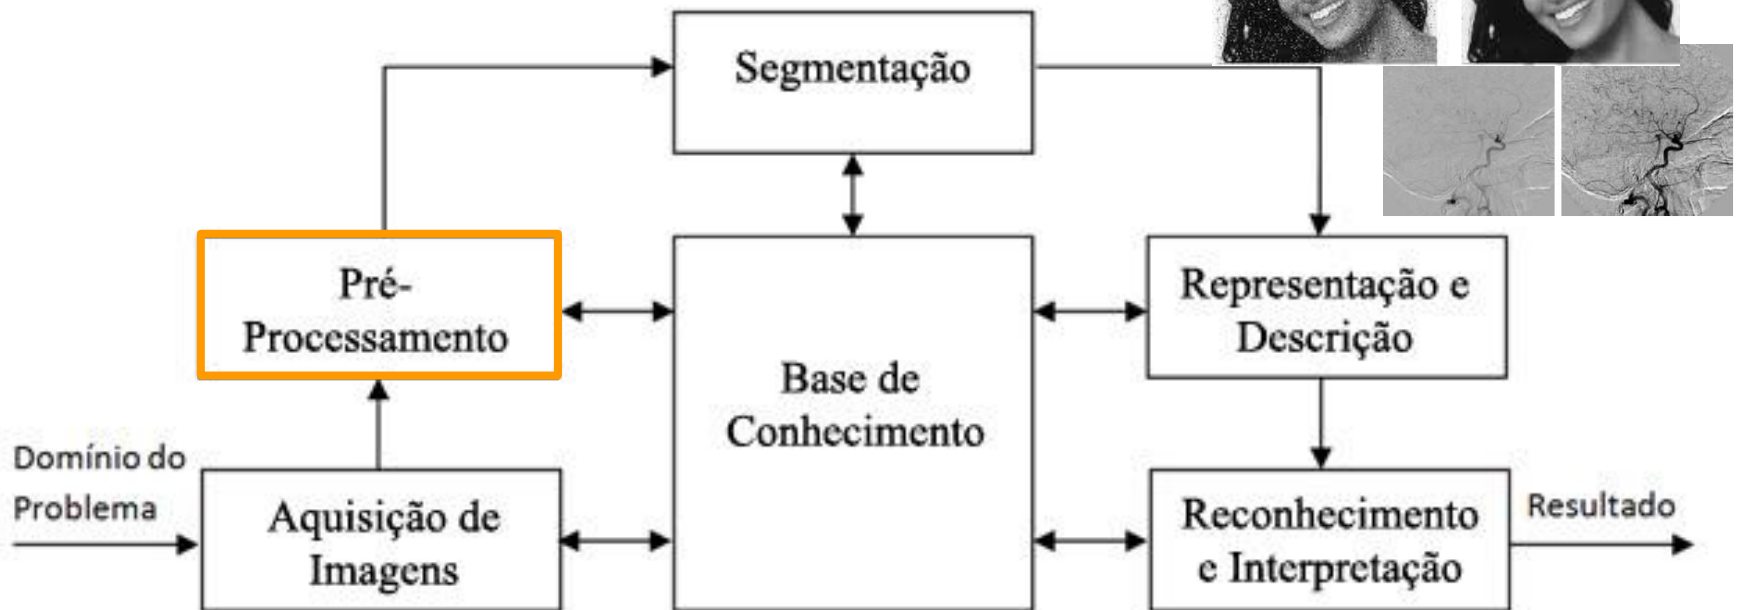 Segmentação
Pré-
Processamento
Representação e
Descrição
Base de
Conhecimento
Domínio do
Problema
Aquisição de
Imagens
Reconhecimento
e Interpretação
Resultado